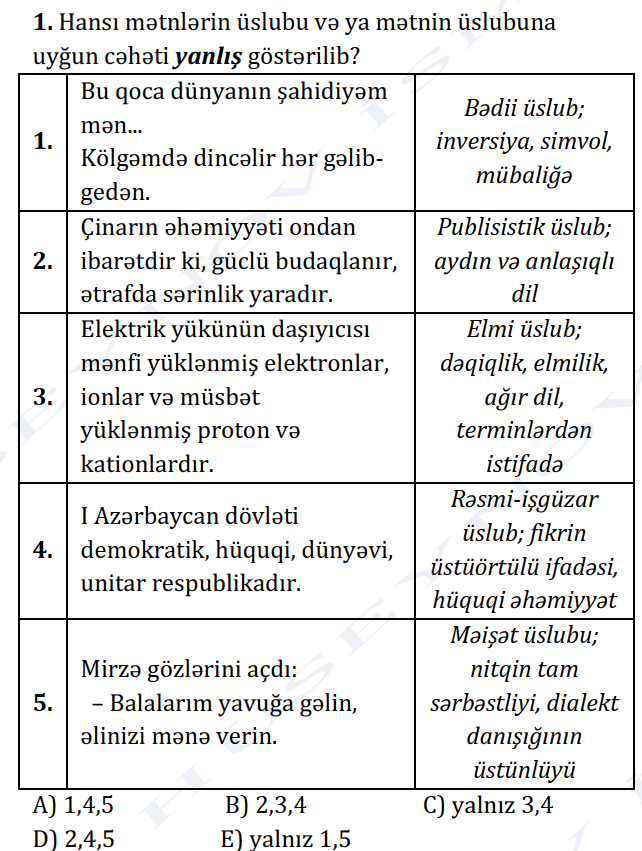 1. Hansı mətnlərin üslubu və ya mətnin üslubuna
uyğun cəhəti yanlış göstərilib?
1.
Bu qoca dünyanın şahidiyəm
mən...
Kölgəmdə dincəlir hər gəlib-
gedən.
Bədii üslub;
inversiya, simvol,
mübaliğə
2.
Çinarın əhəmiyyəti ondan
ibarətdir ki, güclü budaqlanır,
ətrafda sərinlik yaradır.
Publisistik üslub;
aydın və anlaşıqlı
dil
3.
Elektrik yükünün daşıyıcısı
mənfi yüklənmiş elektronlar,
ionlar və müsbət
yüklənmiş proton və
kationlardır.
Elmi üslub;
dəqiqlik, elmilik,
ağır dil,
terminlərdən
istifadə
4.
I Azərbaycan dövləti
demokratik, hüquqi, dünyəvi,
unitar respublikadır.
Rəsmi-işgüzar
üslub; fikrin
üstüörtülü ifadəsi,
hüquqi əhəmiyyət
5.
Mirzə gözlərini açdı:
– Balalarım yavuğa gəlin,
əlinizi mənə verin.
Məişət üslubu;
nitqin tam
sərbəstliyi, dialekt
danışığının
üstünlüyü
A) 1,4,5 B) 2,3,4 C) yalnız 3,4
D) 2,4,5 E) yalnız 1,5